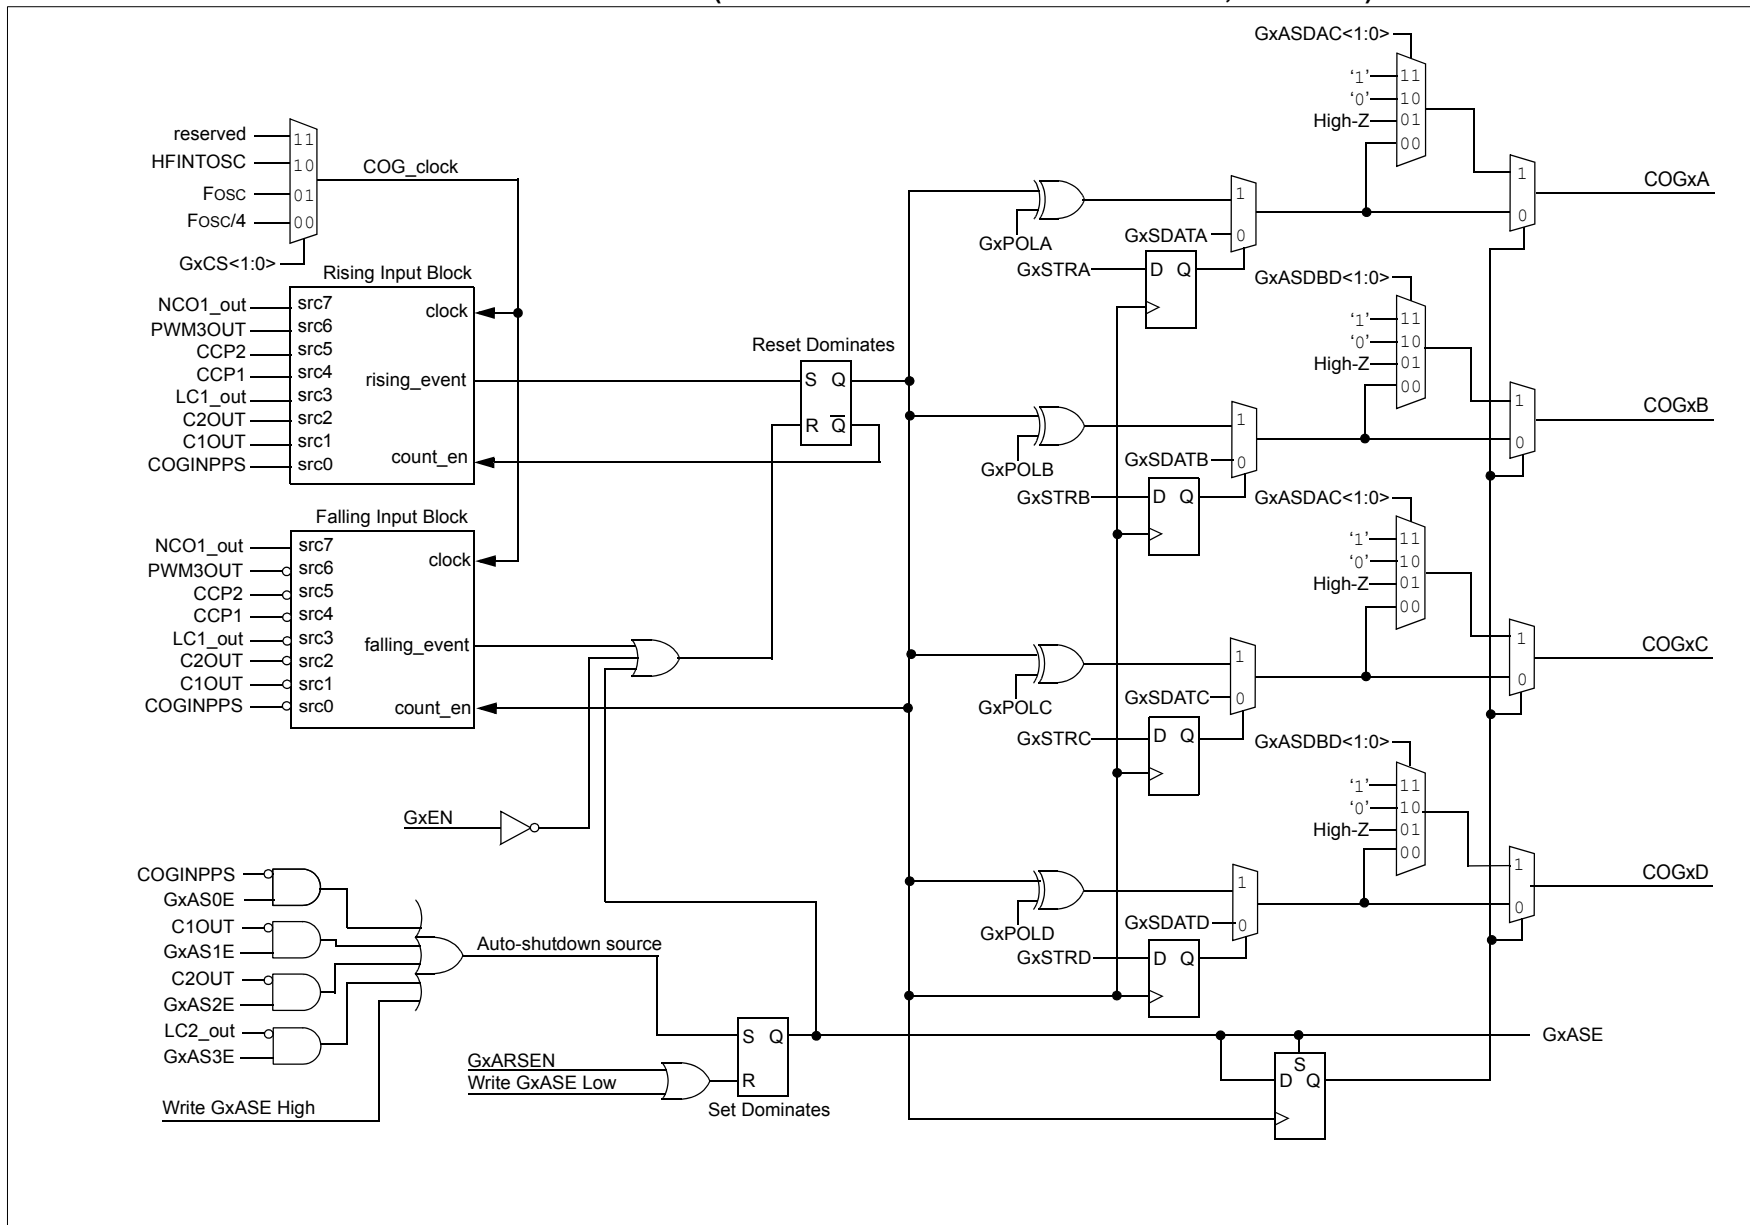 GxASDAC<1:0>
‘1’ 11
‘0’ 10
High-Z 01
00
1
0
COGxA
reserved 11
HFINTOSC 10
FOSC 01
FOSC/4 00
GxCS<1:0>
COG_clock
Rising Input Block
NCO1_out src7
PWM3OUT src6
CCP2 src5
CCP1 src4
LC1_out src3
C2OUT src2
C1OUT src1
COGINPPS src0
clock
rising_event
count_en
Reset Dominates
S Q
R Q̅
GxPOLA
GxSDATA
1
0
GxSTRA
D Q
GxASDBD<1:0>
‘1’ 11
‘0’ 10
High-Z 01
00
1
0
COGxB
GxPOLB
GxSDATB
1
0
GxSTRB
D Q
Falling Input Block
NCO1_out src7
PWM3OUT src6
CCP2 src5
CCP1 src4
LC1_out src3
C2OUT src2
C1OUT src1
COGINPPS src0
clock
falling_event
count_en
GxASDAC<1:0>
‘1’ 11
‘0’ 10
High-Z 01
00
1
0
COGxC
GxPOLC
GxSDATC
1
0
GxSTRC
D Q
GxASDBD<1:0>
‘1’ 11
‘0’ 10
High-Z 01
00
1
0
COGxD
GxPOLD
GxSDATD
1
0
GxSTRD
D Q
GxEN
COGINPPS
GxAS0E
C1OUT
GxAS1E
C2OUT
GxAS2E
LC2_out
GxAS3E
Write GxASE High
Auto-shutdown source
GxARSEN
Write GxASE Low
S Q
R
Set Dominates
S
D Q
GxASE